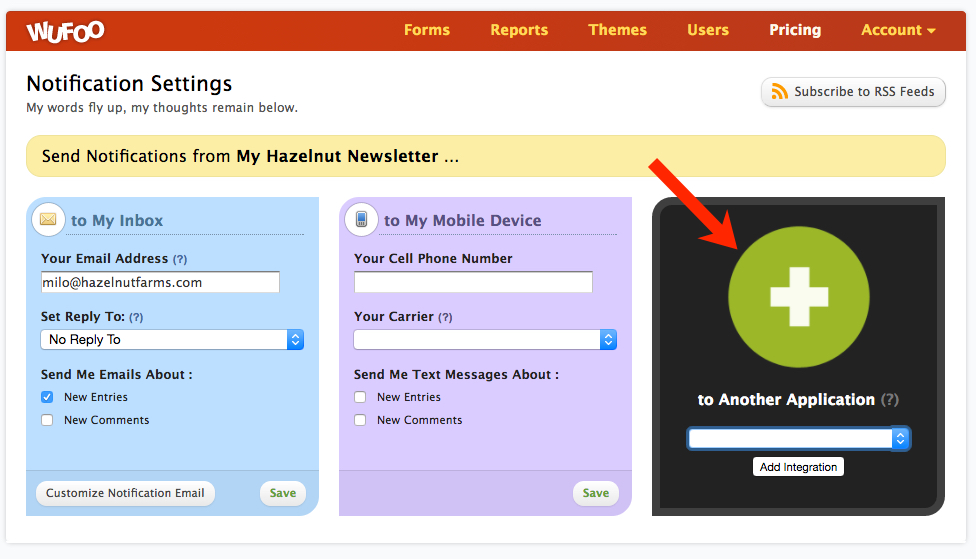 WUFOO
Forms
Reports
Themes
Users
Pricing
Account
Notification Settings
My words fly up, my thoughts remain below.
Subscribe to RSS Feeds
Send Notifications from My Hazelnut Newsletter ...
to My Inbox
Your Email Address (?)
milo@hazelnutfarms.com
Set Reply To: (?)
No Reply To
Send Me Emails About :
New Entries
New Comments
Customize Notification Email
Save
to My Mobile Device
Your Cell Phone Number
Your Carrier (?)
Send Me Text Messages About :
New Entries
New Comments
Save
to Another Application (?)
Add Integration